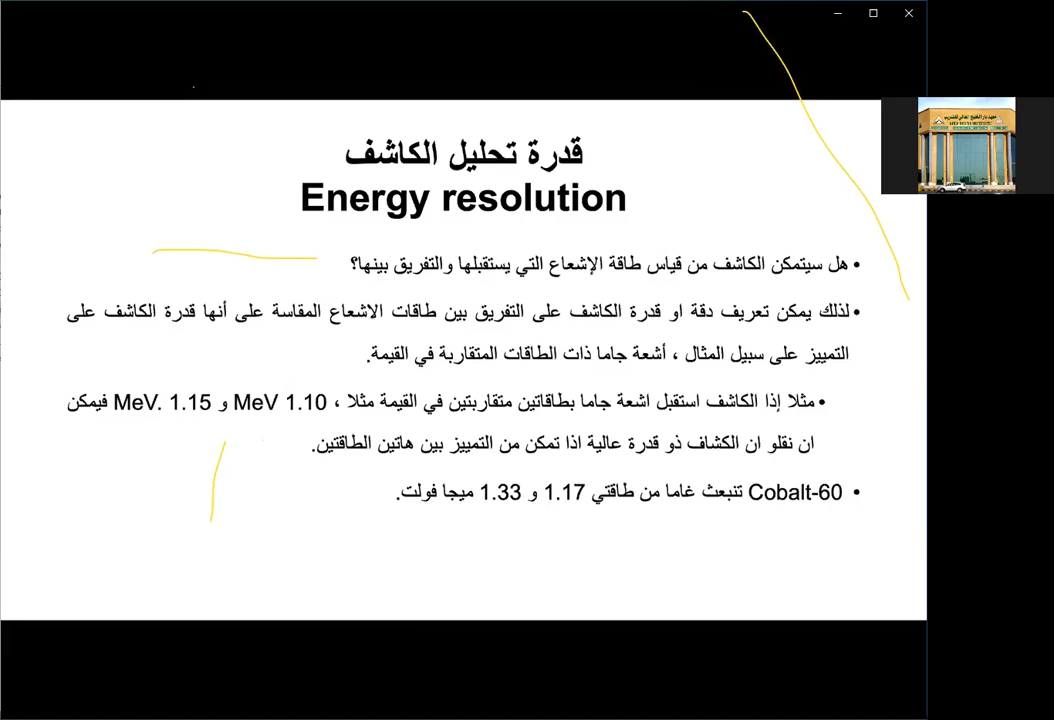 قدرة تحليل الكاشف
Energy resolution
• هل سيتمكن الكاشف من قياس طاقة الإشعاع التي يستقبلها والتفريق بينها؟
• لذلك يمكن تعريف دقة او قدرة الكاشف على التفريق بين طاقات الاشعاع المقاسة على أنها قدرة الكاشف على
التمييز على سبيل المثال ، أشعة جاما ذات الطاقات المتقاربة في القيمة.
• مثلا إذا الكاشف استقبل اشعة جاما بطاقاتين متقاربتين في القيمة مثلا ، 1.10 MeV و 1.15 MeV. فيمكن
ان نقلو ان الكشاف ذو قدرة عالية اذا تمكن من التمييز بين هاتين الطاقتين.
• Cobalt-60 تنبعث غاما من طاقتي 1.17 و 1.33 ميجا فولت.